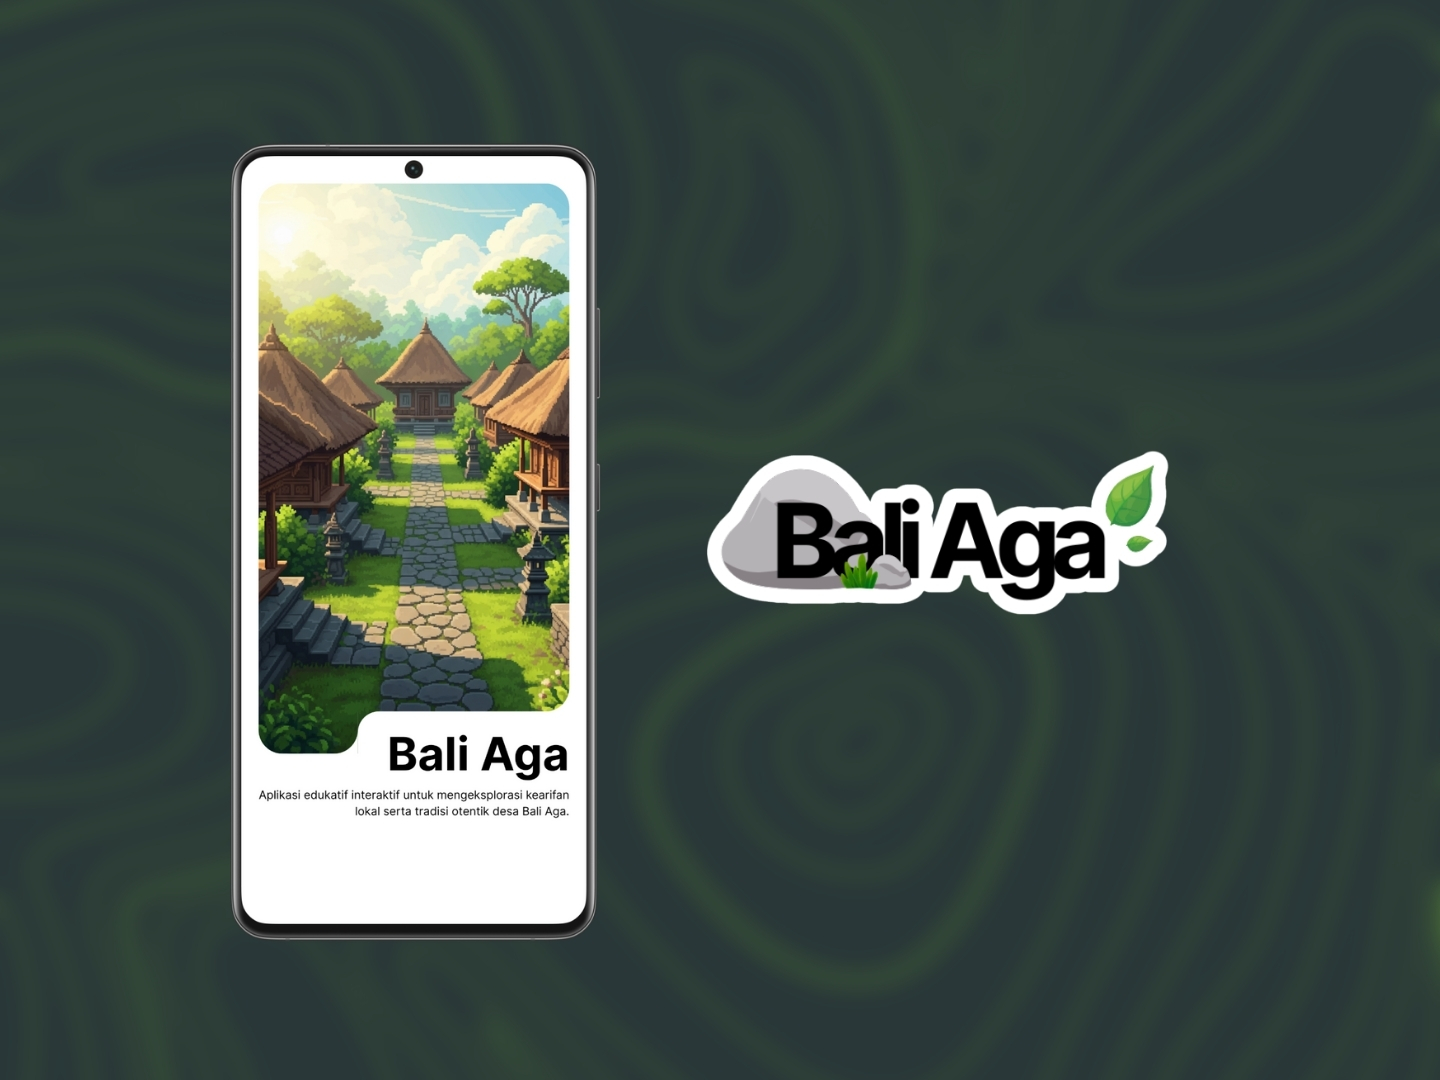 Bali Aga
Aplikasi edukatif interaktif untuk mengeksplorasi kearifan
lokal serta tradisi otentik desa Bali Aga.
Bali Aga